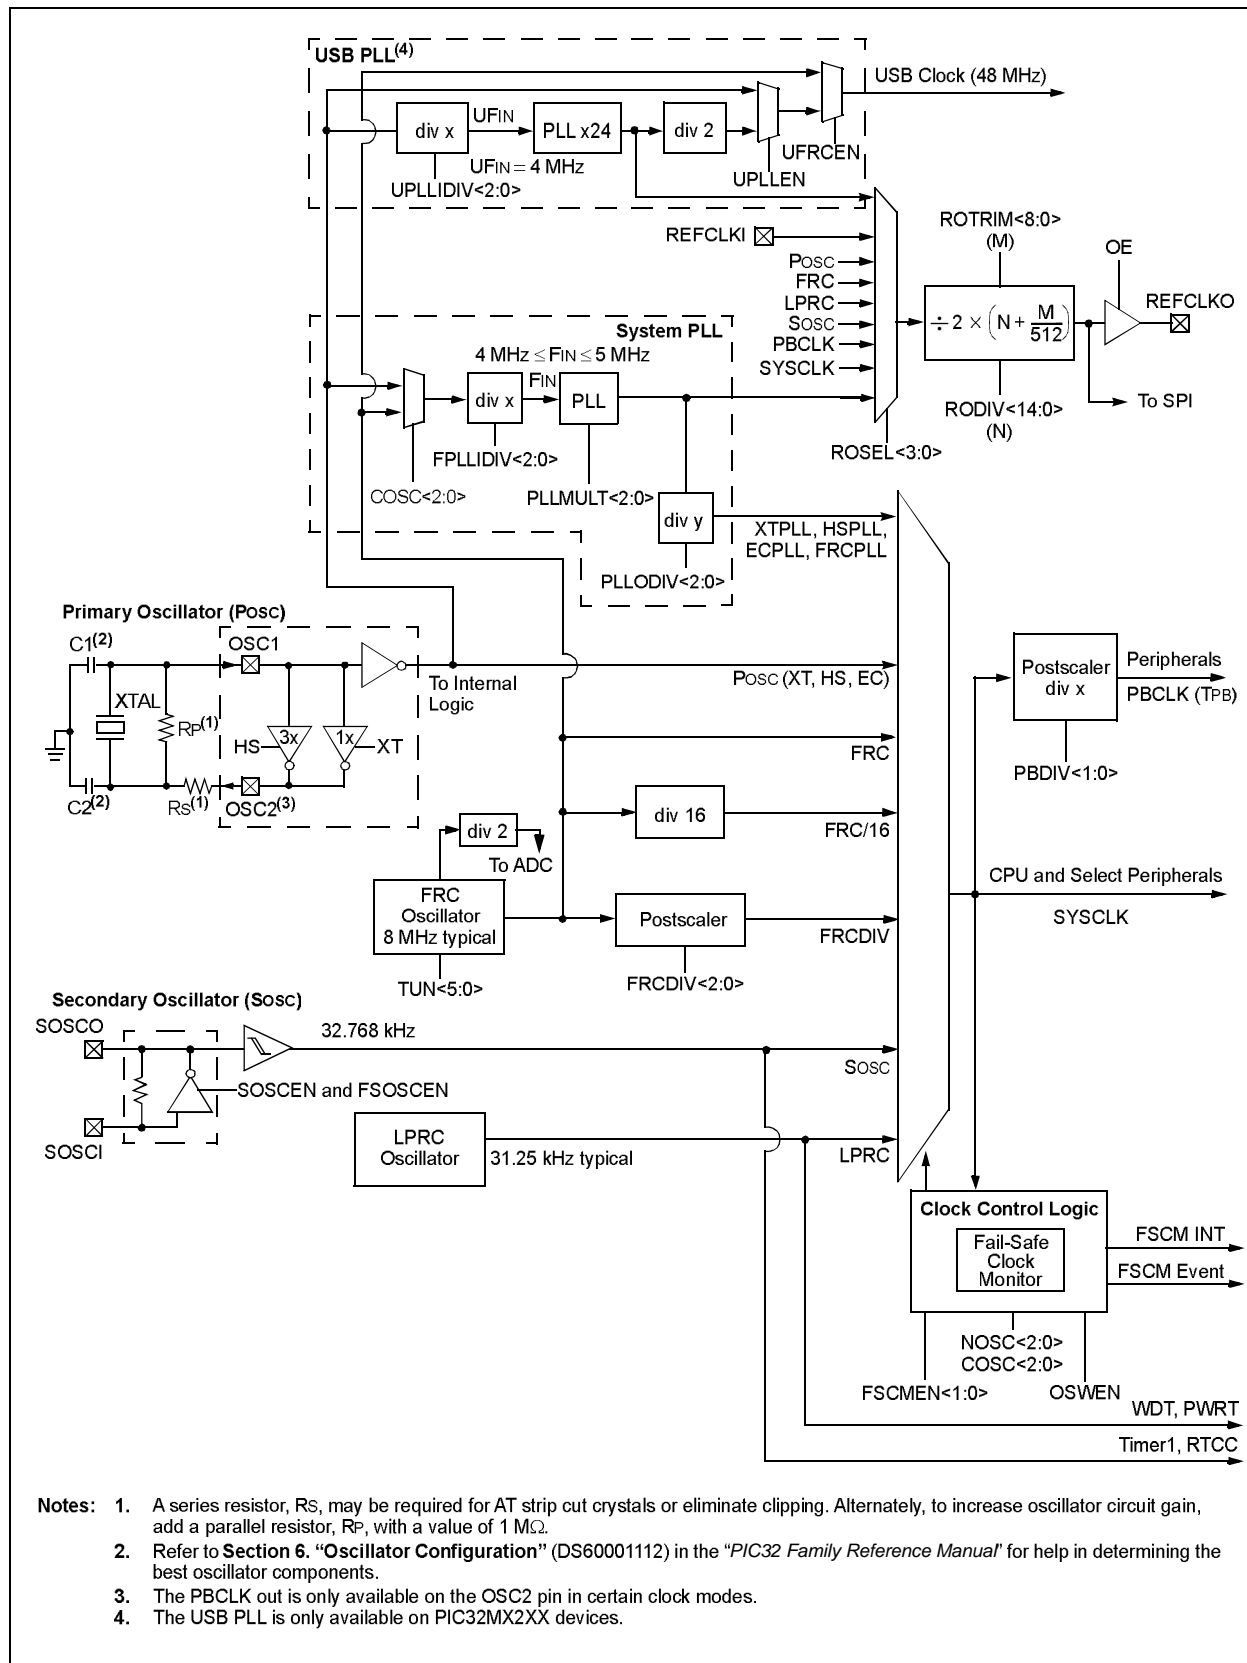 USB PLL(4)
USB Clock (48 MHz)
div x
UFIN
PLL x24
div 2
UFIN = 4 MHz
UFRCEN
UPLLEN
UPLLIDIV<2:0>
REFCLKI
POSC
FRC
LPRC
SOSC
PBCLK
SYSCLK
ROTRIM<8:0>
(M)
OE
REFCLKO
÷ 2 × (N + M/512)
To SPI
RODIV<14:0>
(N)
ROSEL<3:0>
System PLL
4 MHz ≤ FIN ≤ 5 MHz
FIN
div x
PLL
FPLLIDIV<2:0>
COSC<2:0>
PLLMULT<2:0>
div y
XTPLL, HSPLL,
ECPLL, FRCPLL
PLLODIV<2:0>
Primary Oscillator (POSC)
C1(2)
OSC1
XTAL
RP(1)
HS
3x
1x
XT
To Internal
Logic
C2(2)
RS(1)
OSC2(3)
POSC (XT, HS, EC)
Postscaler
div x
Peripherals
PBCLK (TPB)
PBDIV<1:0>
FRC
div 16
FRC/16
div 2
To ADC
FRC
Oscillator
8 MHz typical
TUN<5:0>
Postscaler
FRCDIV
FRCDIV<2:0>
CPU and Select Peripherals
SYSCLK
Secondary Oscillator (SOSC)
SOSCO
32.768 kHz
SOSC
SOSCEN and FSOSCEN
SOSCI
LPRC
Oscillator
31.25 kHz typical
LPRC
Clock Control Logic
Fail-Safe
Clock
Monitor
FSCM INT
FSCM Event
NOSC<2:0>
COSC<2:0>
FSCMEN<1:0>
OSWEN
WDT, PWRT
Timer1, RTCC
Notes: 1. A series resistor, RS, may be required for AT strip cut crystals or eliminate clipping. Alternately, to increase oscillator circuit gain,
add a parallel resistor, RP, with a value of 1 MΩ.
2. Refer to Section 6. “Oscillator Configuration” (DS60001112) in the “PIC32 Family Reference Manual” for help in determining the
best oscillator components.
3. The PBCLK out is only available on the OSC2 pin in certain clock modes.
4. The USB PLL is only available on PIC32MX2XX devices.